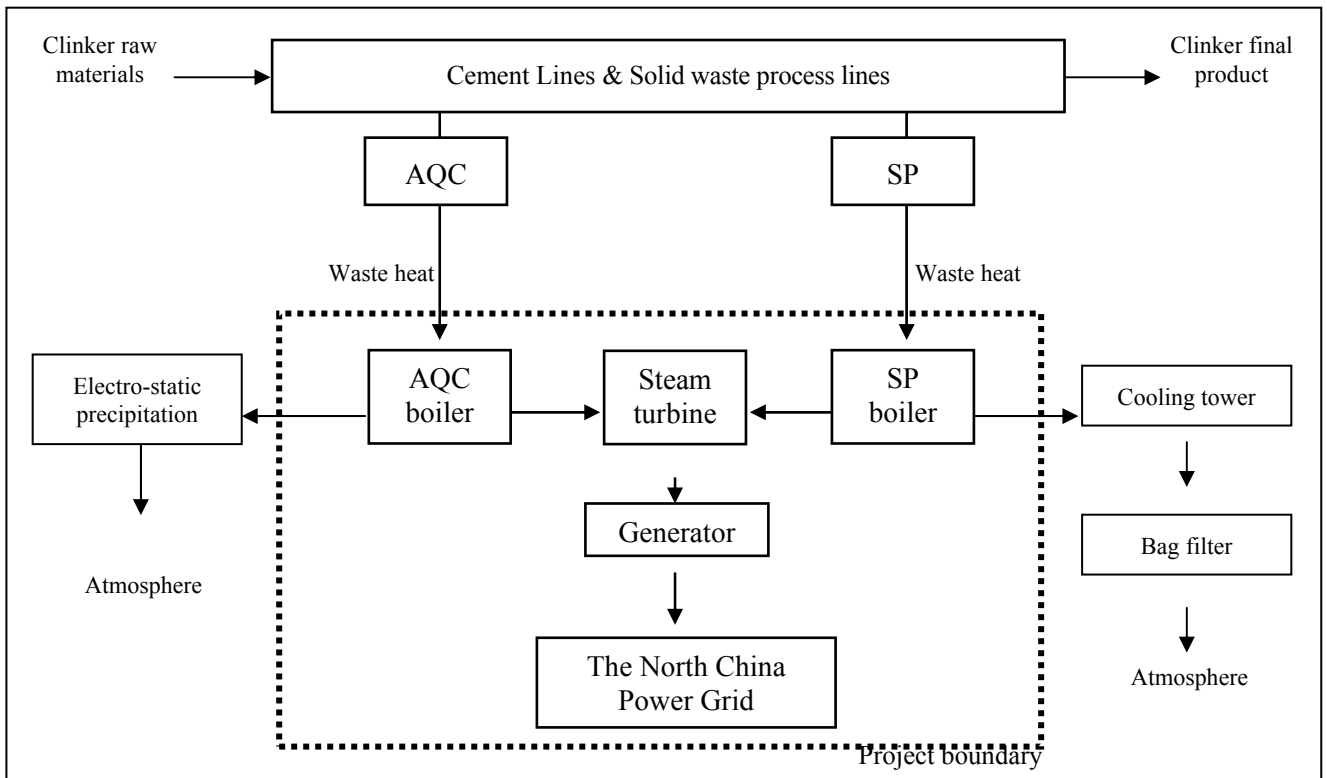 Clinker raw
materials
Cement Lines & Solid waste process lines
Clinker final
product
AQC
SP
Waste heat
Waste heat
Electro-static
precipitation
AQC
boiler
Steam
turbine
SP
boiler
Cooling tower
Generator
Bag filter
Atmosphere
The North China
Power Grid
Atmosphere
Project boundary